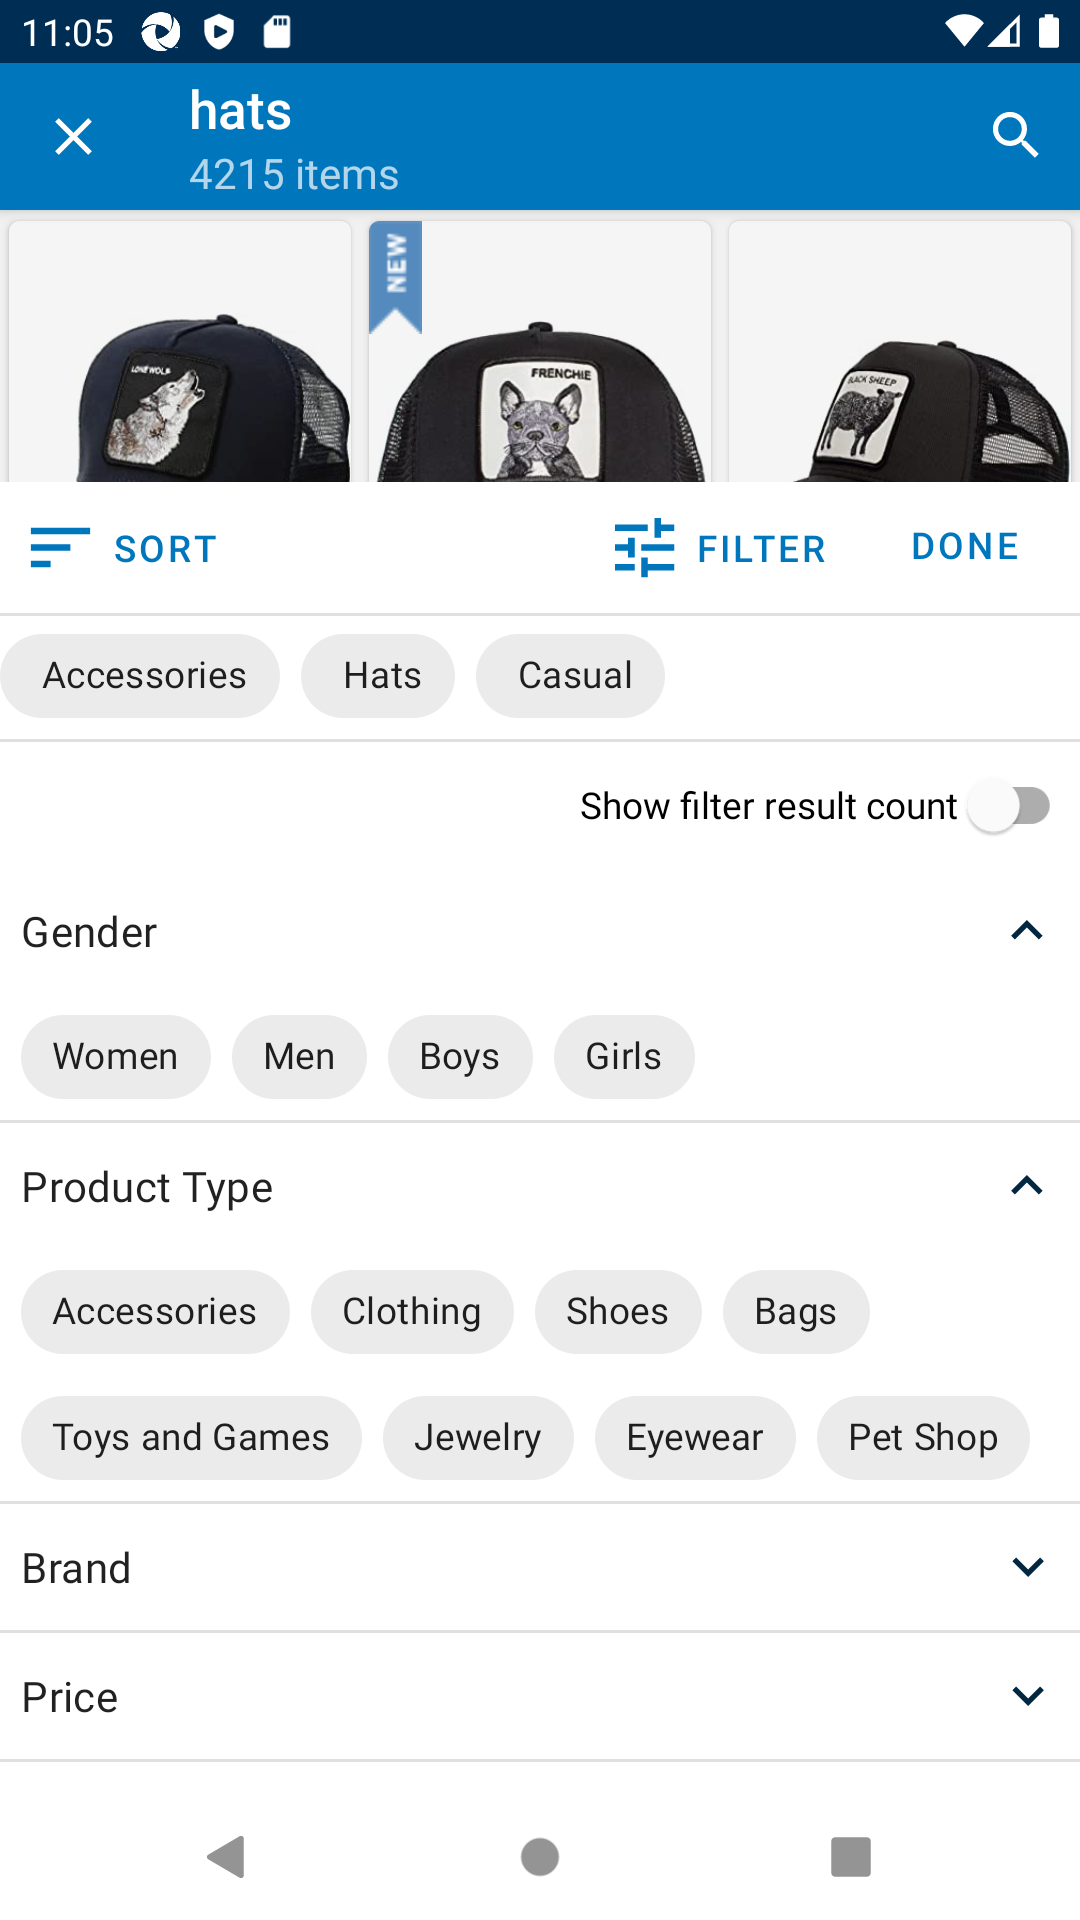 11:05
hats
4215 items
NEW
LONE WOLF
FRENCHIE
BLACK SHEEP
SORT
FILTER
DONE
Accessories
Hats
Casual
Show filter result count
Gender
Women
Men
Boys
Girls
Product Type
Accessories
Clothing
Shoes
Bags
Toys and Games
Jewelry
Eyewear
Pet Shop
Brand
Price